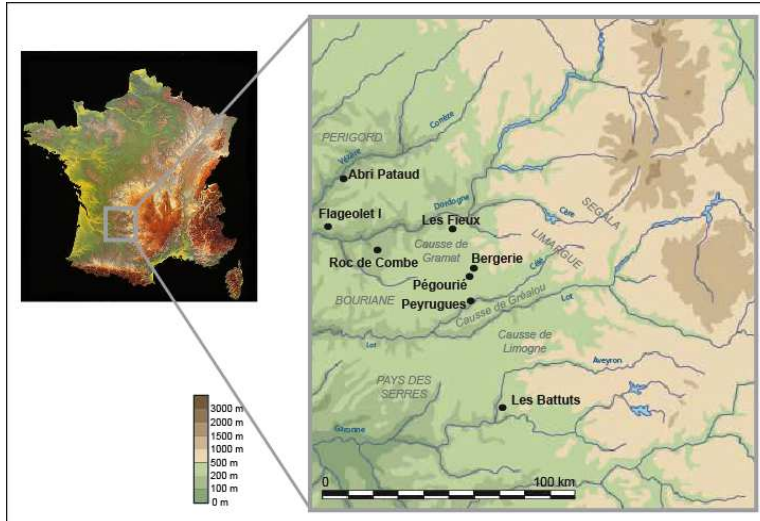 PERIGORD
Corrèze
Vézère
Abri Pataud
Dordogne
Flageolet I
Les Fieux
Cère
SEGALA
Causse de
Gramat
LIMARGUE
Roc de Combe
Bergerie
Célé
Pégourié
BOURIANE
Peyrugues
Causse de Gréalou
Lot
Lot
Causse de
Limogne
Aveyron
PAYS DES
SERRES
Les Battuts
Garonne
3000 m
2000 m
1500 m
1000 m
500 m
200 m
100 m
0 m
0
100 km